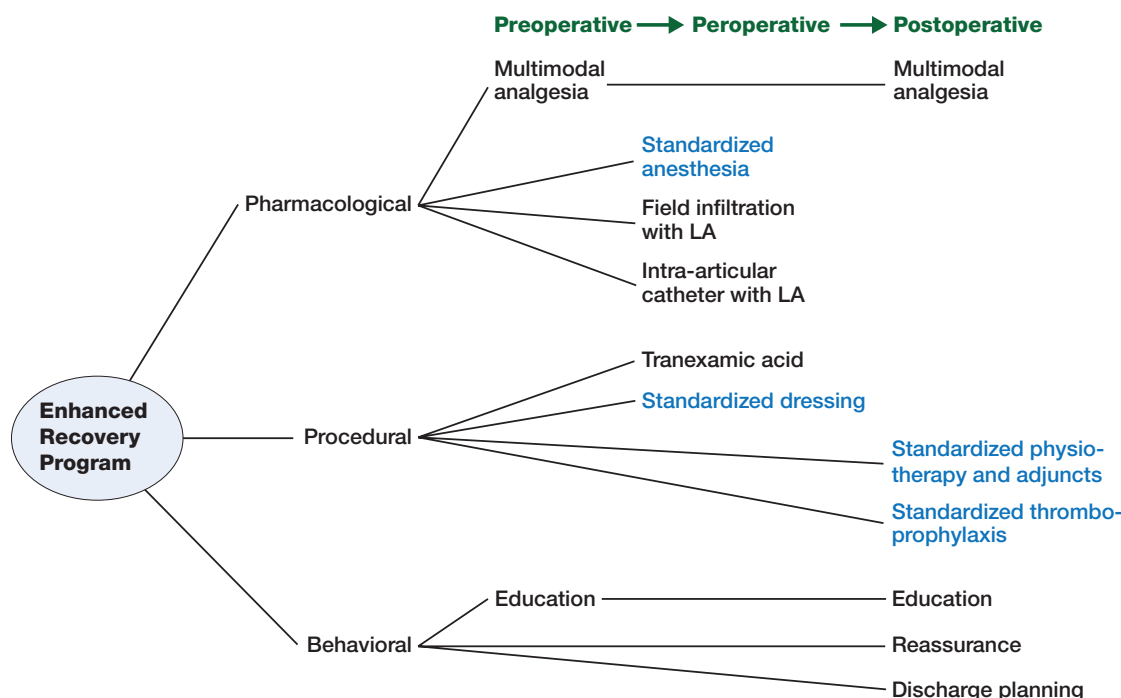 Preoperative Peroperative Postoperative
Multimodal
analgesia
Multimodal
analgesia
Standardized
anesthesia
Pharmacological
Field infiltration
with LA
Intra-articular
catheter with LA
Tranexamic acid
Enhanced
Recovery
Program
Standardized dressing
Procedural
Standardized physio-
therapy and adjuncts
Standardized thrombo-
prophylaxis
Education
Education
Behavioral
Reassurance
Discharge planning